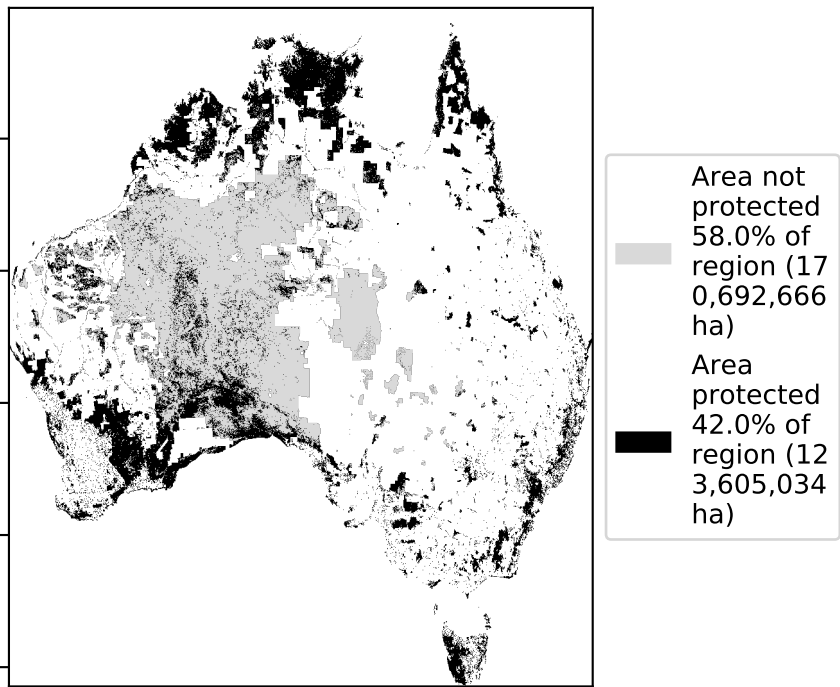 Area not
protected
58.0% of
region (17
0,692,666
ha)
Area
protected
42.0% of
region (12
3,605,034
ha)